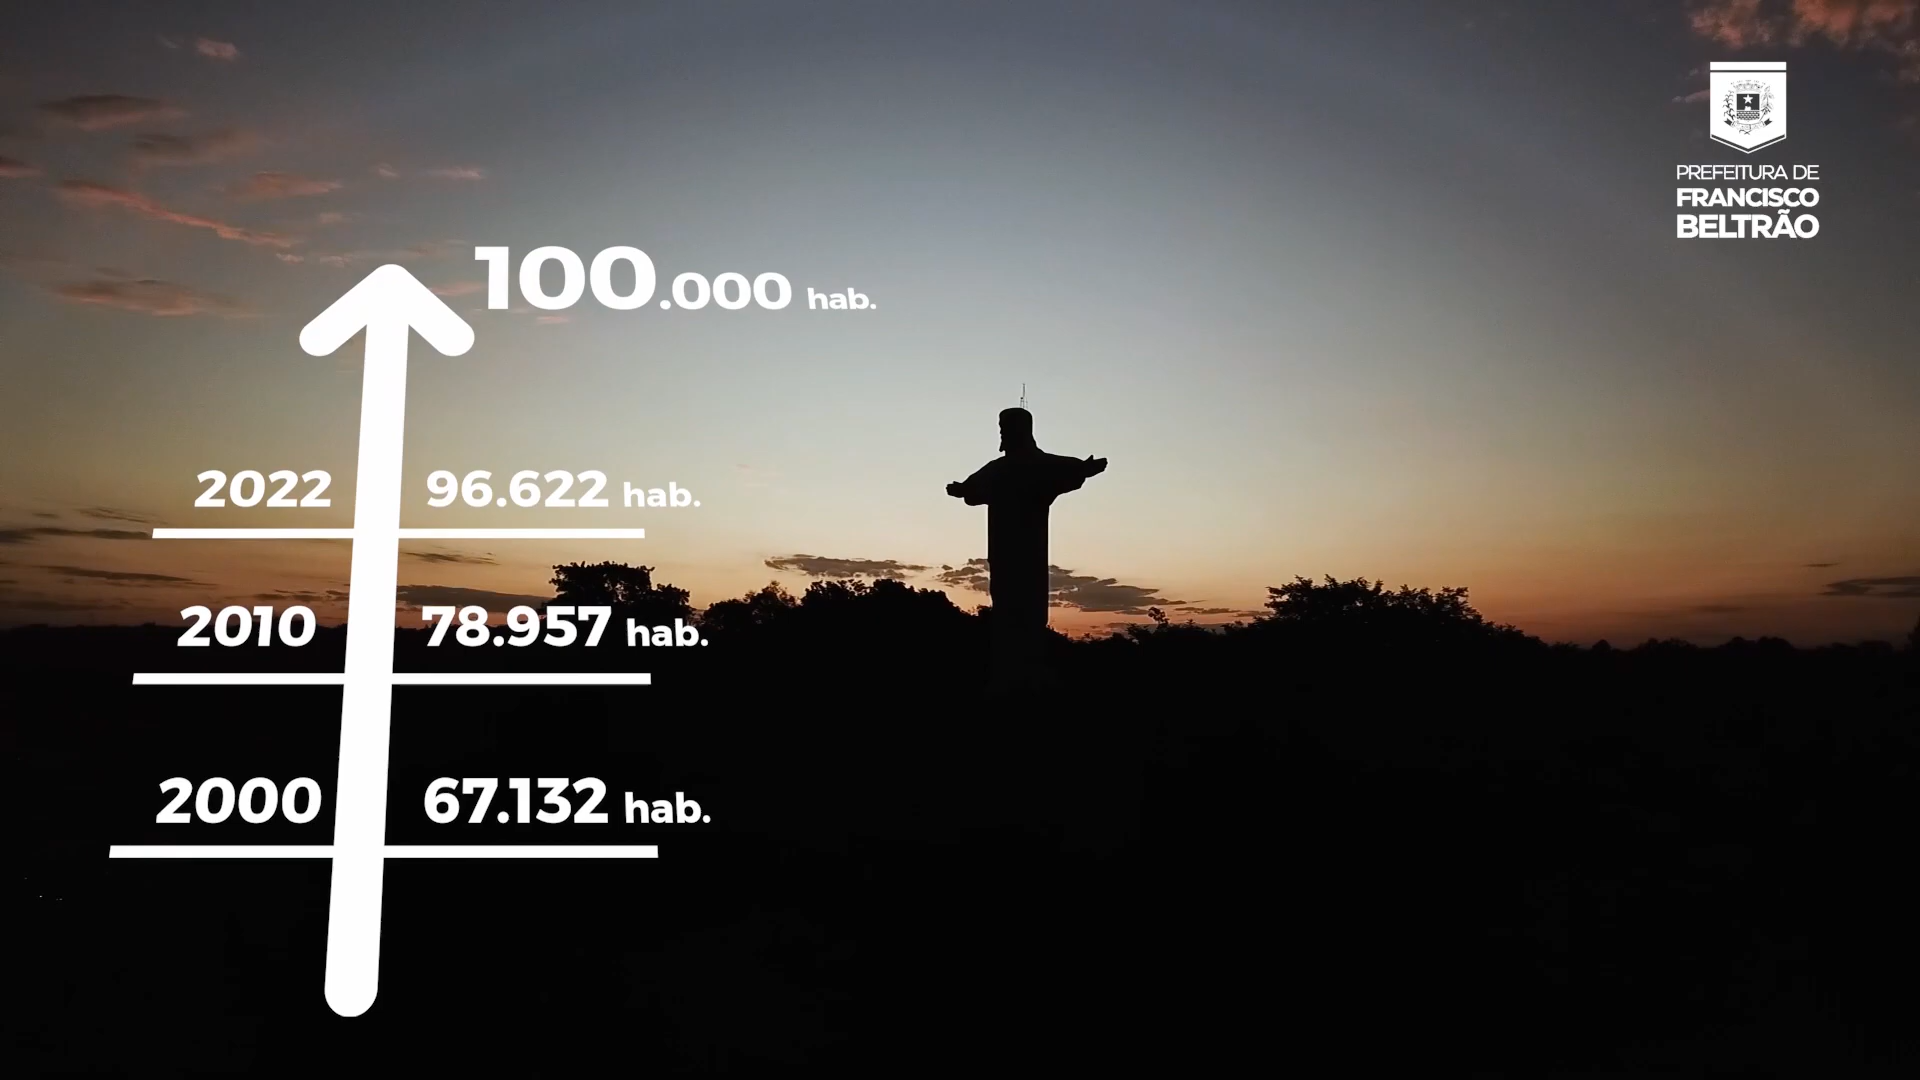 PREFEITURA DE
FRANCISCO
BELTRÃO
100.000 hab.
2022 96.622 hab.
2010 78.957 hab.
2000 67.132 hab.